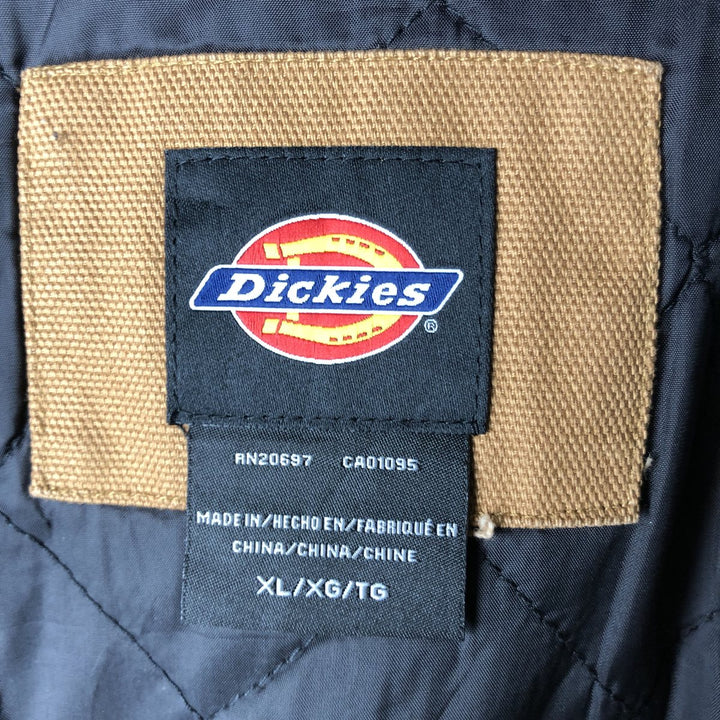 Dickies
®
RN20697 CA01095
MADE IN/HECHO EN/FABRIQUÉ EN
CHINA/CHINA/CHINE
XL/XG/TG